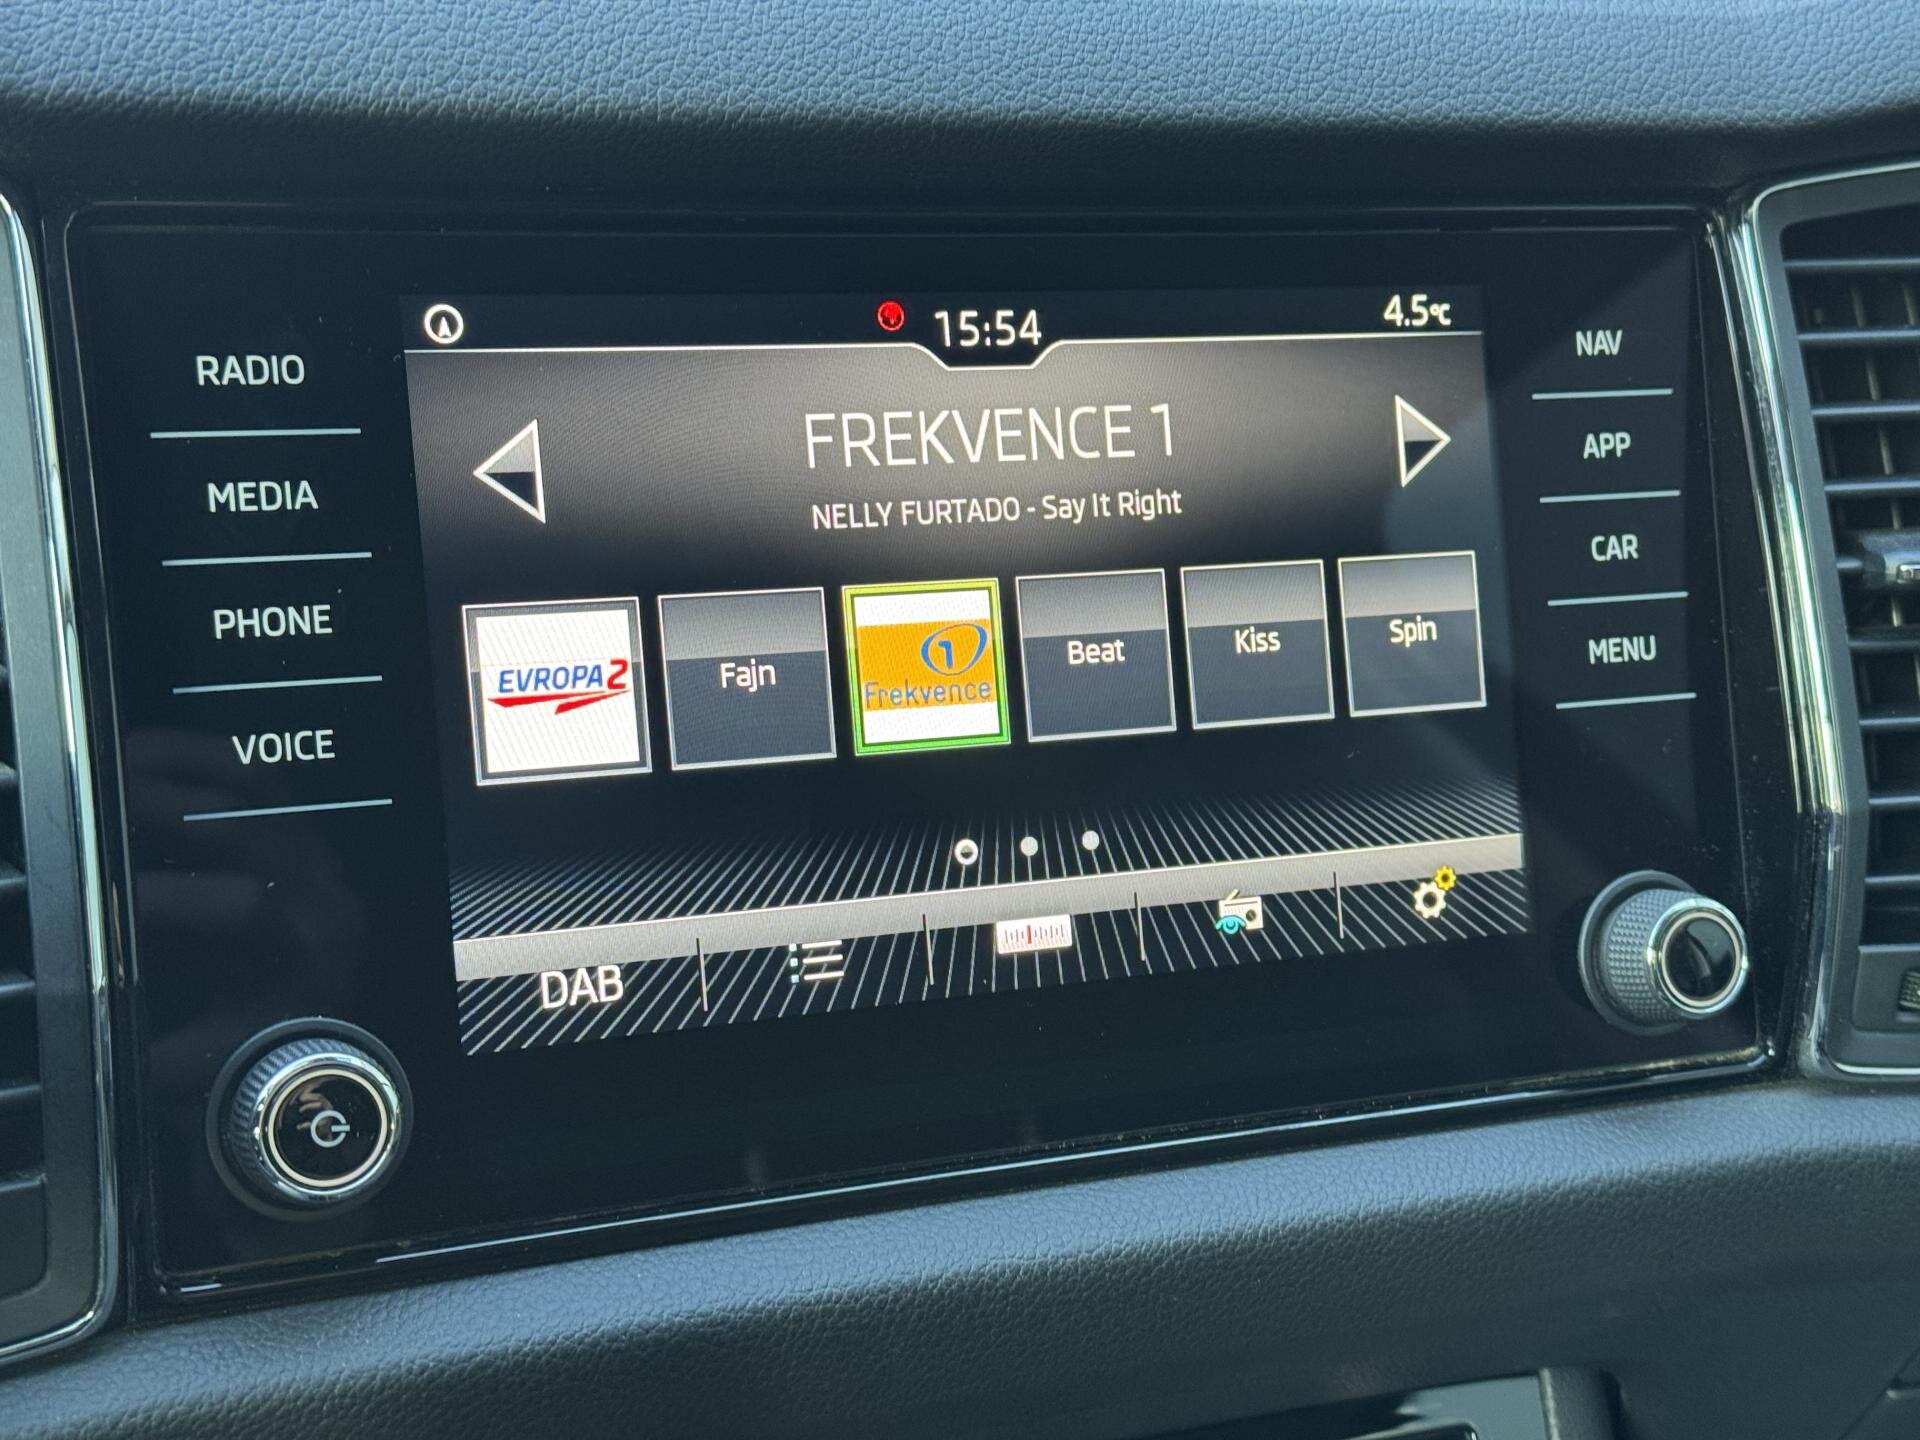 15:54
4.5°C
RADIO
MEDIA
PHONE
VOICE
FREKVENCE 1
NELLY FURTADO - Say It Right
EVROPA 2
Fajn
1
Frekvence
Beat
Kiss
Spin
DAB
NAV
APP
CAR
MENU